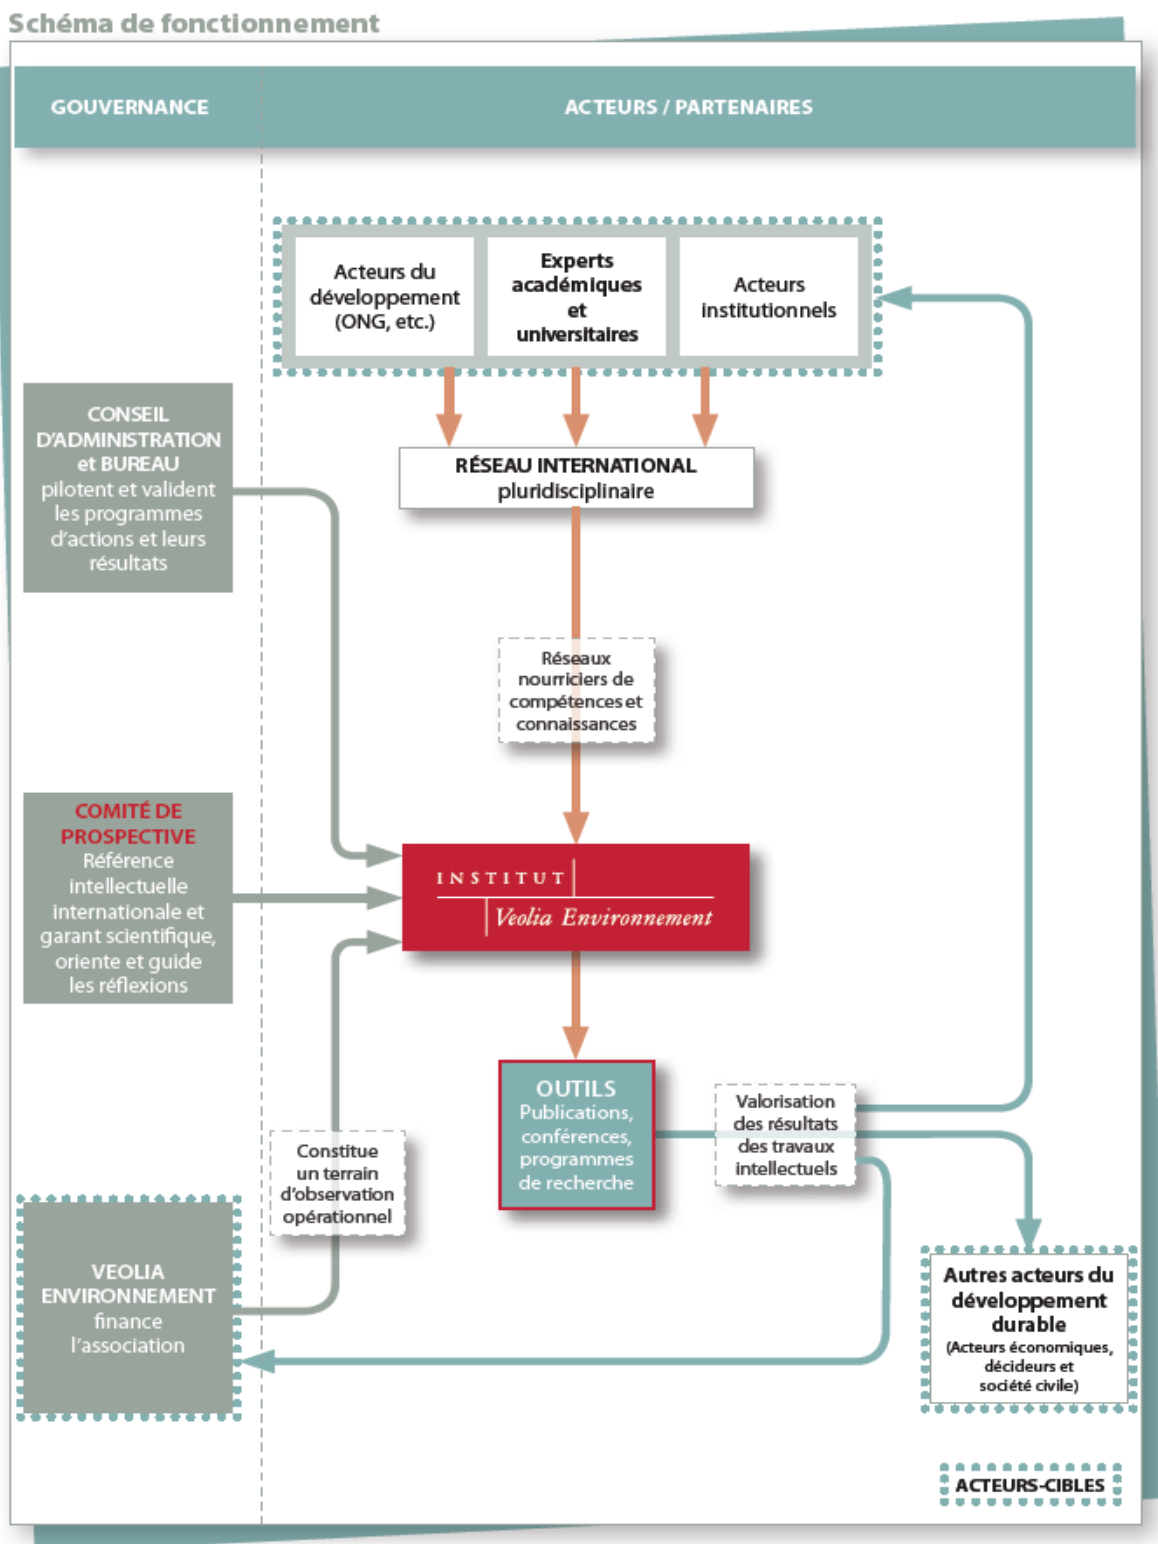 Schéma de fonctionnement
GOUVERNANCE
ACTEURS / PARTENAIRES
Acteurs du
développement
(ONG, etc.)
Experts
académiques
et
universitaires
Acteurs
institutionnels
CONSEIL
D'ADMINISTRATION
et BUREAU
pilotent et valident
les programmes
d'actions et leurs
résultats
RÉSEAU INTERNATIONAL
pluridisciplinaire
Réseaux
nourriciers de
compétences et
connaissances
COMITÉ DE
PROSPECTIVE
Référence
intellectuelle
internationale et
garant scientifique,
oriente et guide
les réflexions
INSTITUT
Veolia Environnement
OUTILS
Publications,
conférences,
programmes
de recherche
Valorisation
des résultats
des travaux
intellectuels
Constitue
un terrain
d'observation
opérationnel
VEOLIA
ENVIRONNEMENT
finance
l'association
Autres acteurs du
développement
durable
(Acteurs économiques,
décideurs et
société civile)
ACTEURS-CIBLES